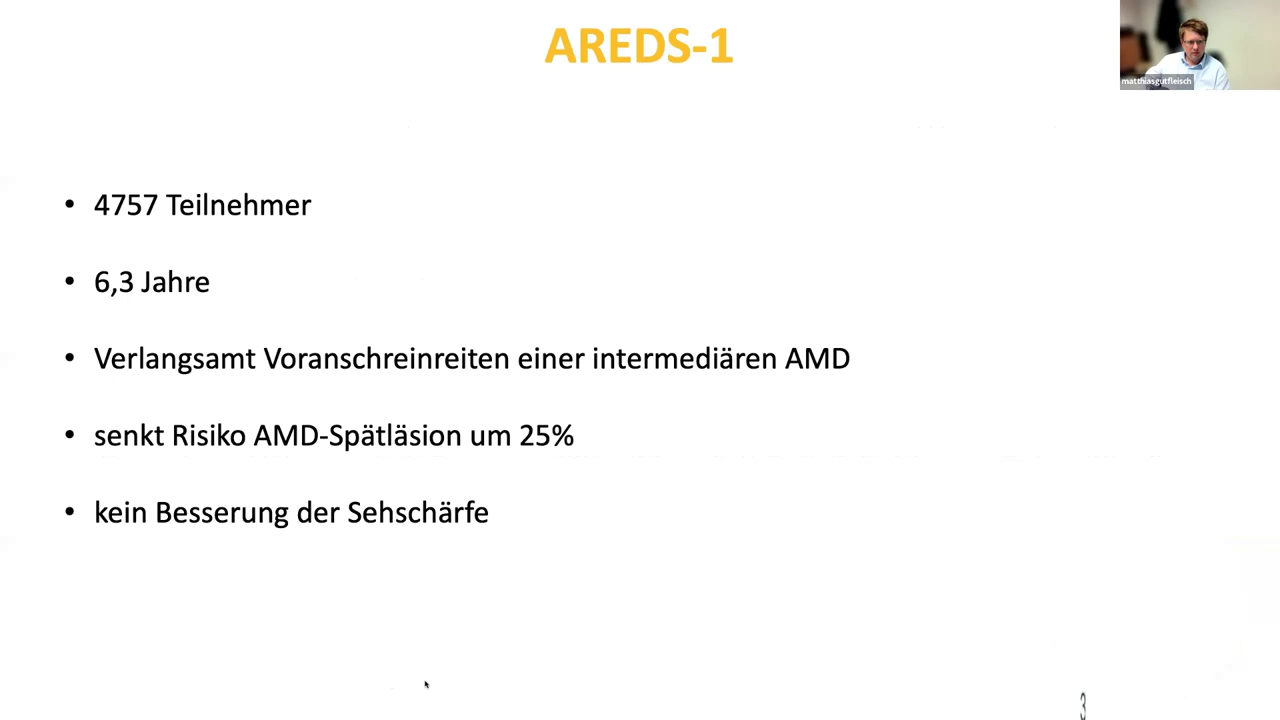 AREDS-1
matthiasgutfleisch
• 4757 Teilnehmer
• 6,3 Jahre
• Verlangsamt Voranschreinreiten einer intermediären AMD
• senkt Risiko AMD-Spätläsion um 25%
• kein Besserung der Sehschärfe
3